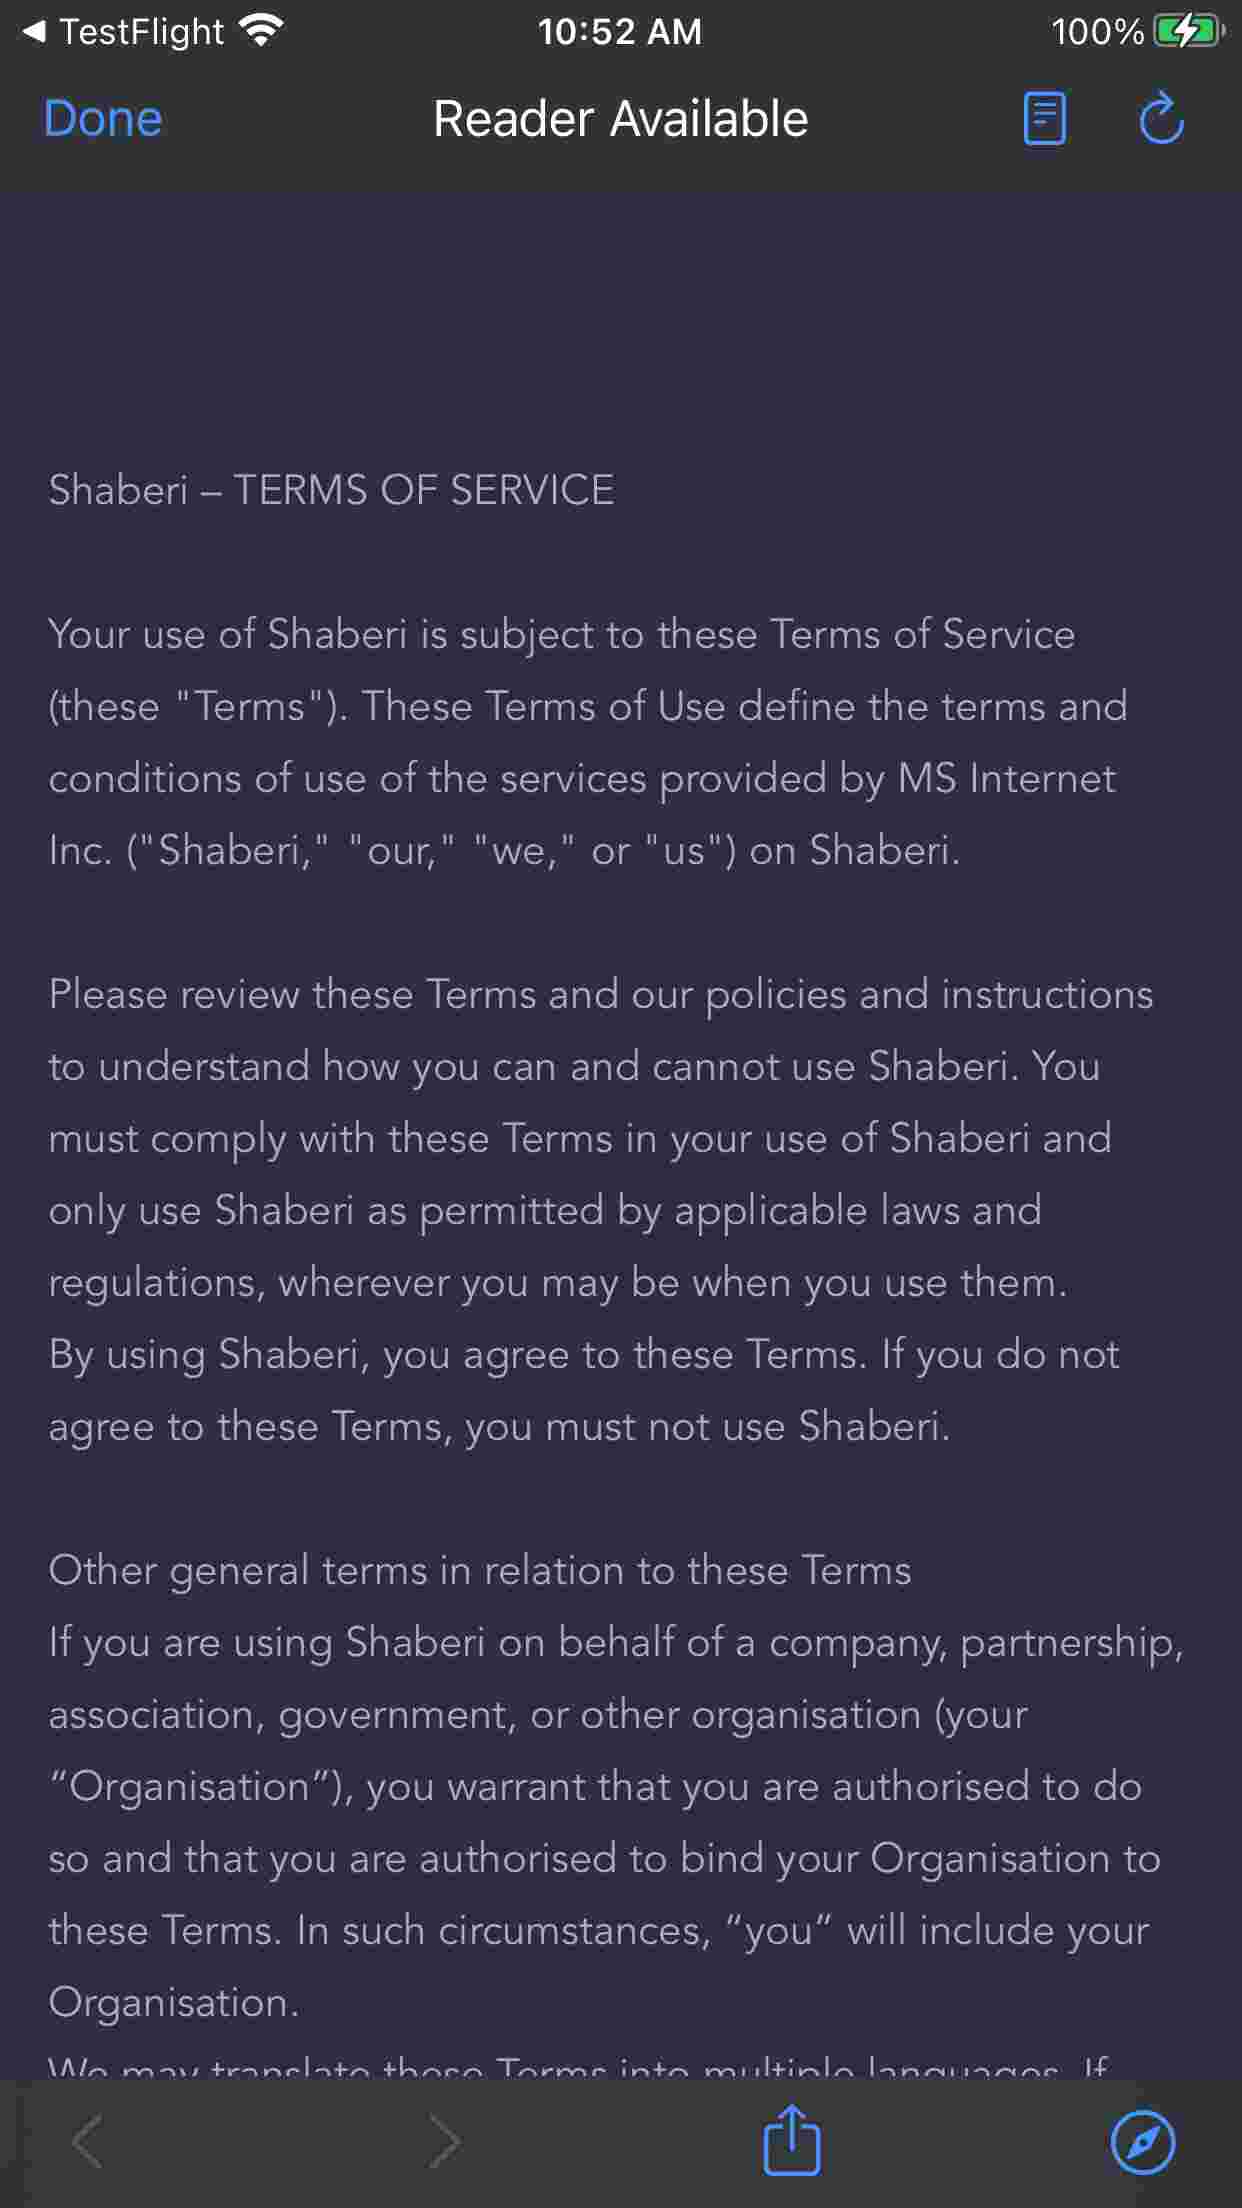 TestFlight 10:52 AM 100%
Done Reader Available
Shaberi – TERMS OF SERVICE
Your use of Shaberi is subject to these Terms of Service
(these "Terms"). These Terms of Use define the terms and
conditions of use of the services provided by MS Internet
Inc. ("Shaberi," "our," "we," or "us") on Shaberi.
Please review these Terms and our policies and instructions
to understand how you can and cannot use Shaberi. You
must comply with these Terms in your use of Shaberi and
only use Shaberi as permitted by applicable laws and
regulations, wherever you may be when you use them.
By using Shaberi, you agree to these Terms. If you do not
agree to these Terms, you must not use Shaberi.
Other general terms in relation to these Terms
If you are using Shaberi on behalf of a company, partnership,
association, government, or other organisation (your
“Organisation”), you warrant that you are authorised to do
so and that you are authorised to bind your Organisation to
these Terms. In such circumstances, “you” will include your
Organisation.
We may translate these Terms into multiple languages. If